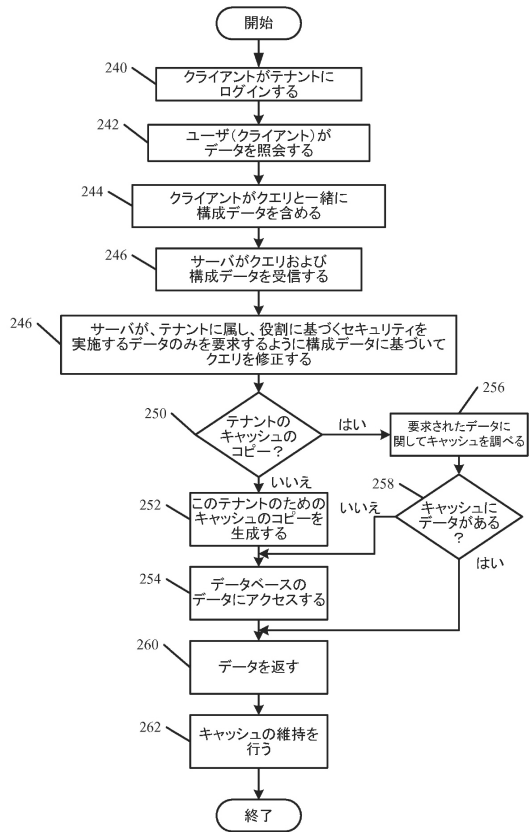 開始
240
クライアントがテナントに
ログインする
242
ユーザ(クライアント)が
データを照会する
244
クライアントがクエリと一緒に
構成データを含める
246
サーバがクエリおよび
構成データを受信する
246
サーバが、テナントに属し、役割に基づくセキュリティを
実施するデータのみを要求するように構成データに基づいて
クエリを修正する
250
テナントの
キャッシュの
コピー?
はい
256
要求されたデータに
関してキャッシュを調べる
いいえ
252
このテナントのための
キャッシュのコピーを
生成する
258
キャッシュに
データがある
?
いいえ
はい
254
データベースの
データにアクセスする
260
データを返す
262
キャッシュの維持を
行う
終了